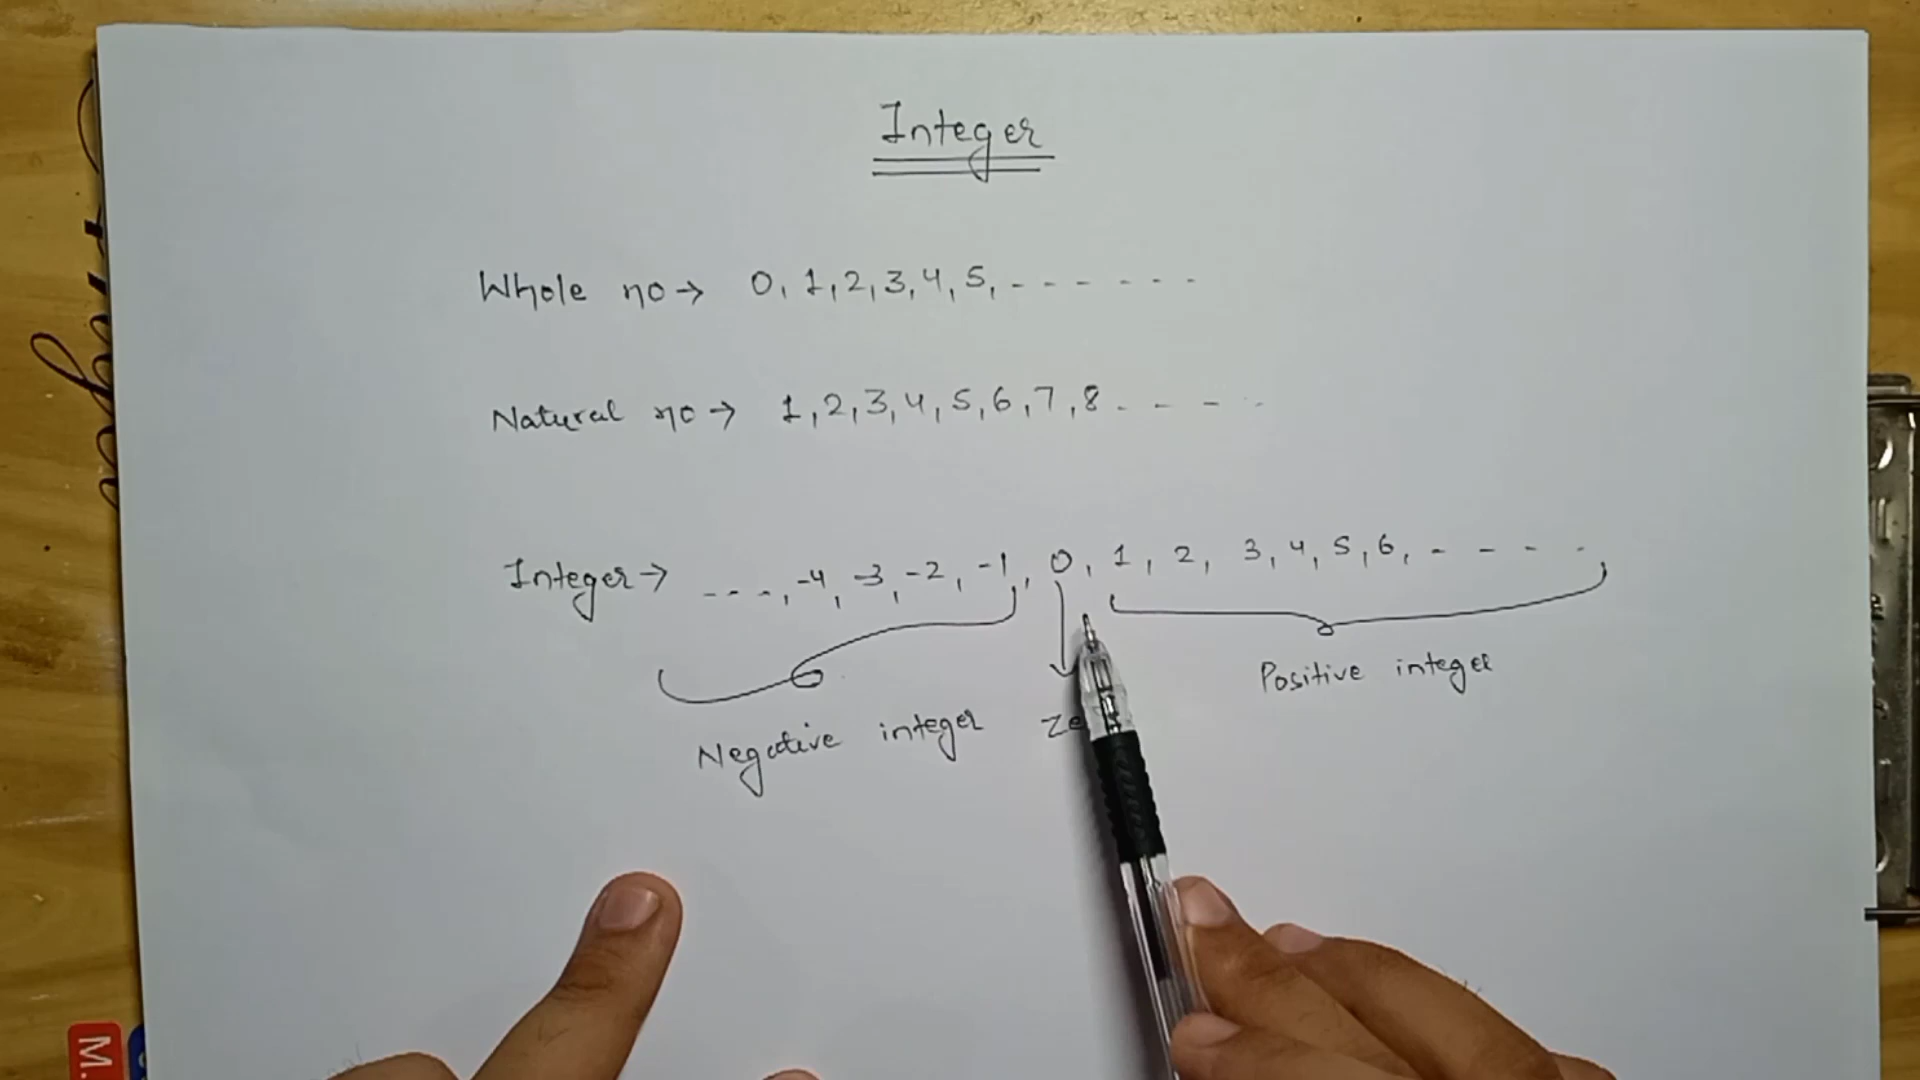 Integer
Whole no → 0, 1, 2, 3, 4, 5, - - - - - -
Natural no → 1, 2, 3, 4, 5, 6, 7, 8 - - - -
Integer → - - -, -4, -3, -2, -1, 0, 1, 2, 3, 4, 5, 6, - - - -
Positive integer
Negative integer Ze
M.